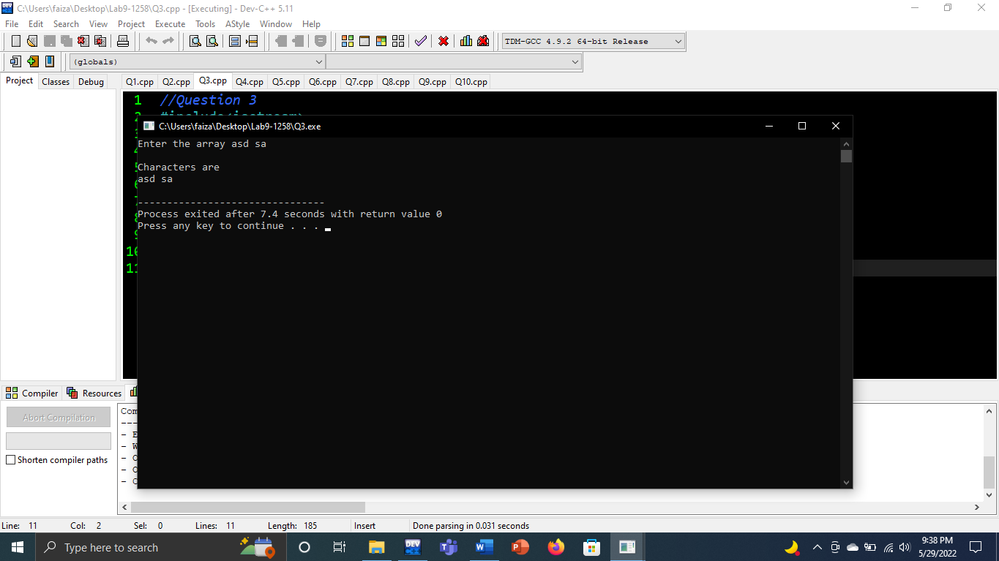 C:\Users\faiza\Desktop\Lab9-1258\Q3.cpp - [Executing] - Dev-C++ 5.11
File Edit Search View Project Execute Tools AStyle Window Help
TDM-GCC 4.9.2 64-bit Release
(globals)
Project Classes Debug
Q1.cpp Q2.cpp Q3.cpp Q4.cpp Q5.cpp Q6.cpp Q7.cpp Q8.cpp Q9.cpp Q10.cpp
1 //Question 3
#include<iostream>
C:\Users\faiza\Desktop\Lab9-1258\Q3.exe
Enter the array asd sa
Characters are
asd sa
--------------------------------
Process exited after 7.4 seconds with return value 0
Press any key to continue . . .
10
11
Compiler Resources
Abort Compilation
Shorten compiler paths
Line: 11 Col: 2 Sel: 0 Lines: 11 Length: 185 Insert Done parsing in 0.031 seconds
Type here to search
DEV
9:38 PM
5/29/2022